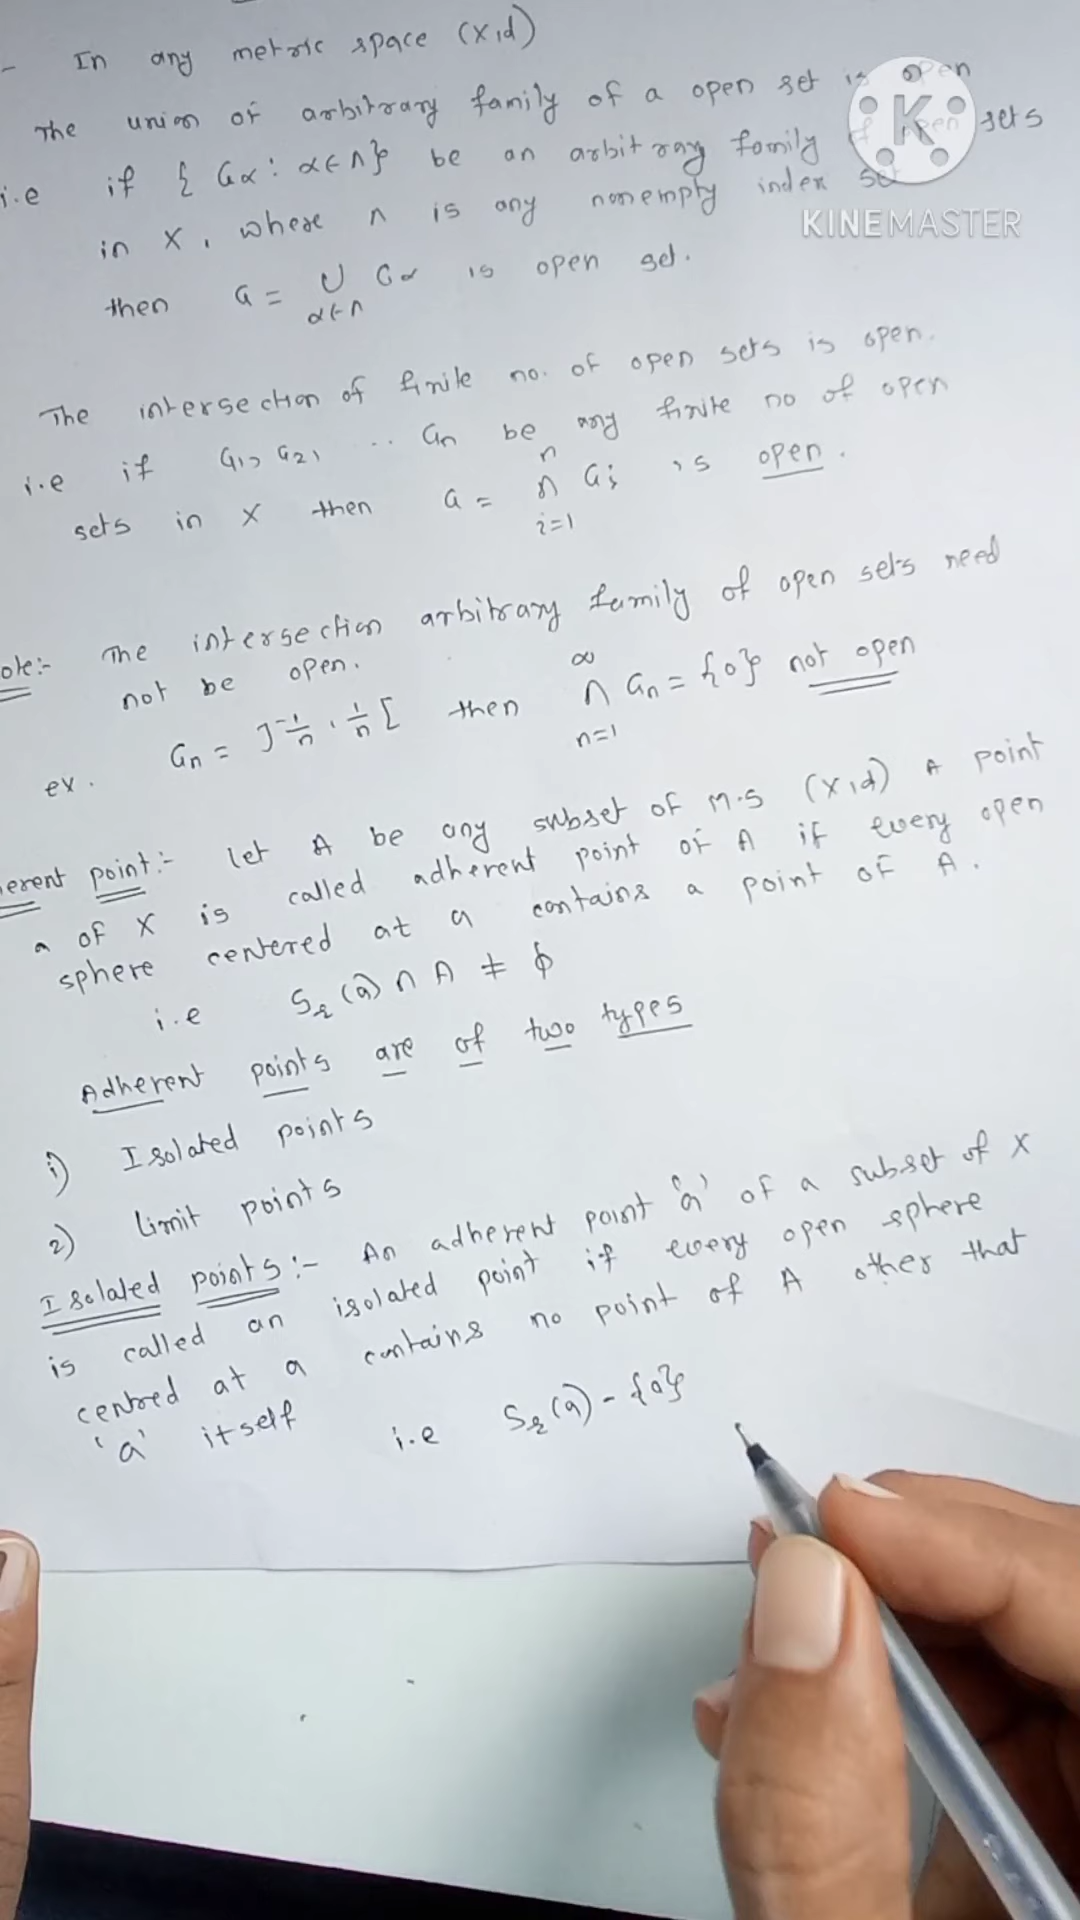 - In any metric space (X,d)
The union of arbitrary family of a open set is open
i.e if { Gα : α∈Λ} be an arbitrary family of open sets
in X, where Λ is any nonempty index set
then G = ∪ Gα is open set.
α∈Λ
The intersection of finite no. of open sets is open.
i.e if G1, G2, .. Gn be any finite no of open
n
sets in X then G = ∩ Gi is open.
i=1
ote:- The intersection arbitrary family of open sets need
not be open.
∞
ex. Gn = ]-1/n, 1/n[ then ∩ Gn = {0} not open
n=1
erent point:- Let A be any subset of M.S (X,d) A point
a of X is called adherent point of A if every open
sphere centered at a contains a point of A.
i.e Sr(a) ∩ A ≠ ϕ
Adherent points are of two types
1) Isolated points
2) Limit points
Isolated points:- An adherent point 'a' of a subset of X
is called an isolated point if every open sphere
centred at a contains no point of A other that
'a' itself i.e Sr(a) - {a}
KINEMASTER